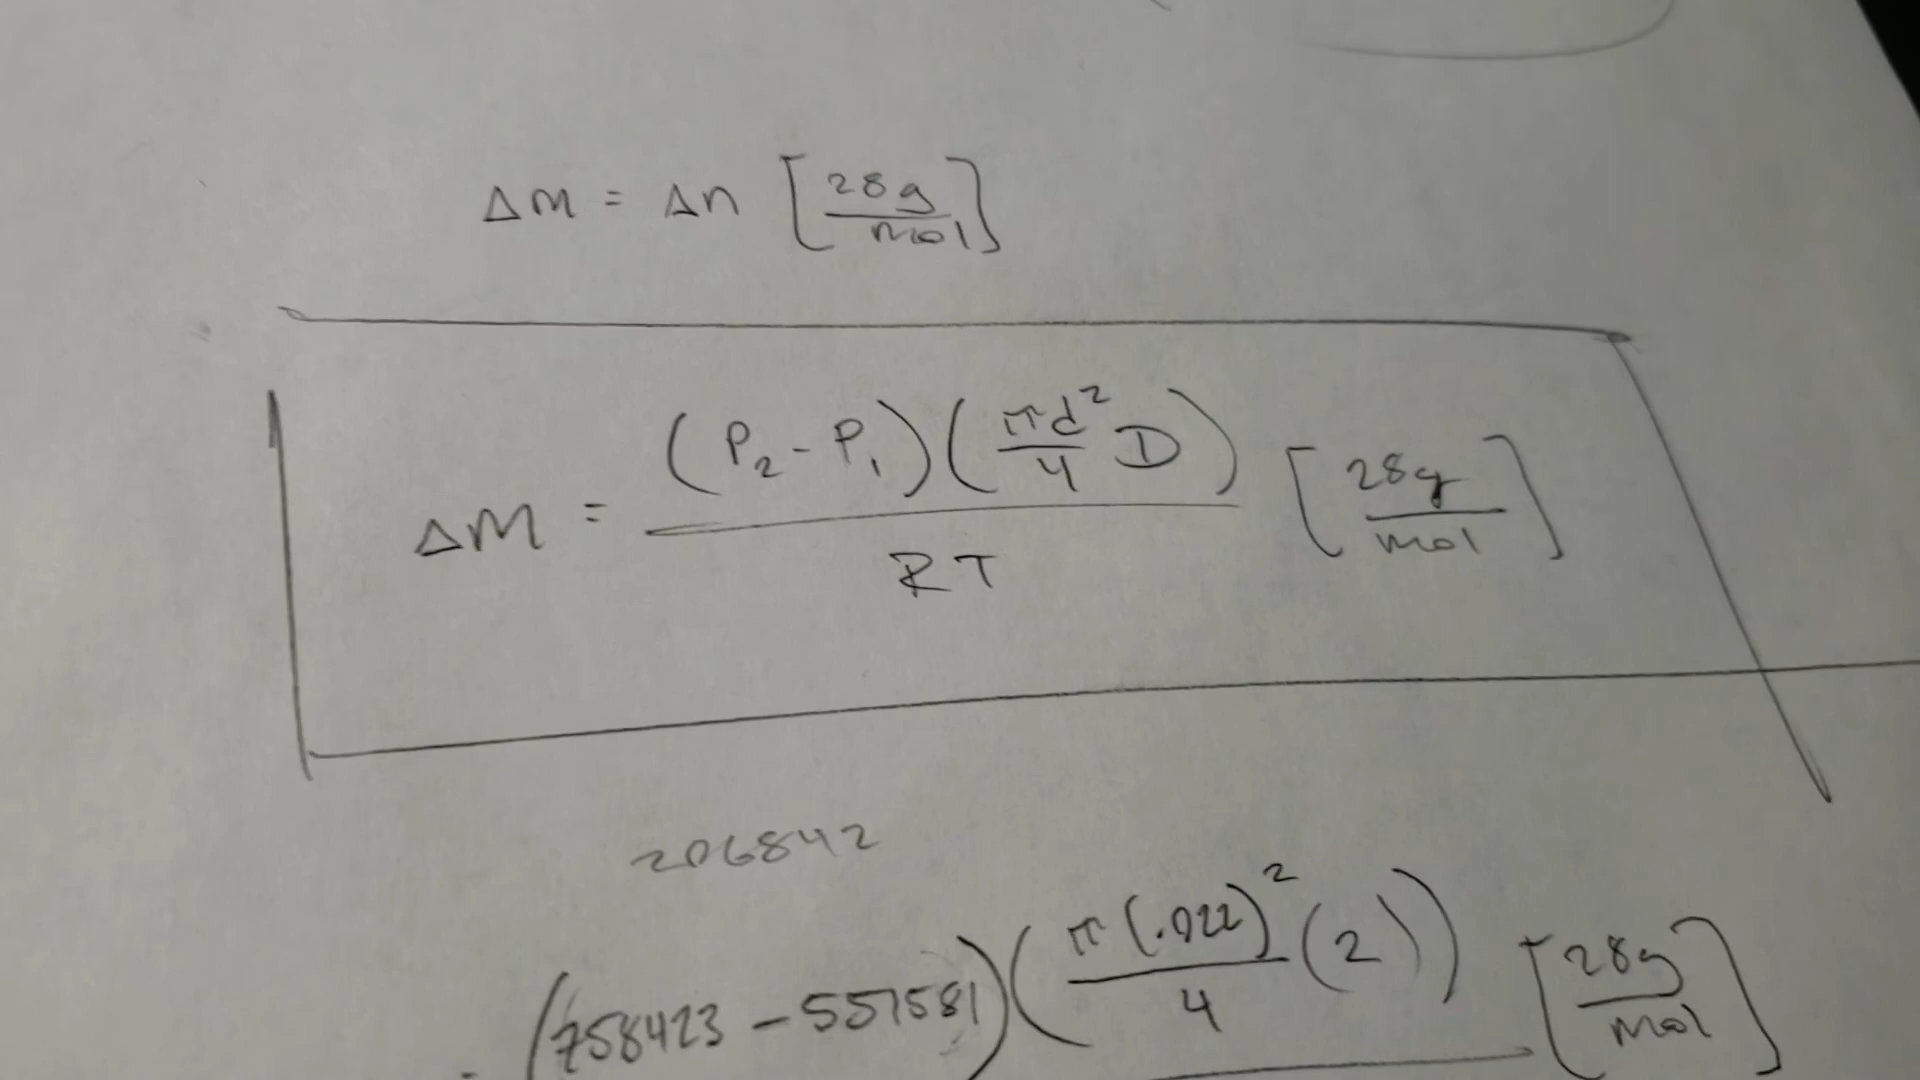 Δm = Δn [28g/mol]
Δm = (P₂-P₁)(πd²/4 D)/RT [28g/mol]
206842
(758423 - 551581)(π(.022)²/4 (2)) [28g/mol]